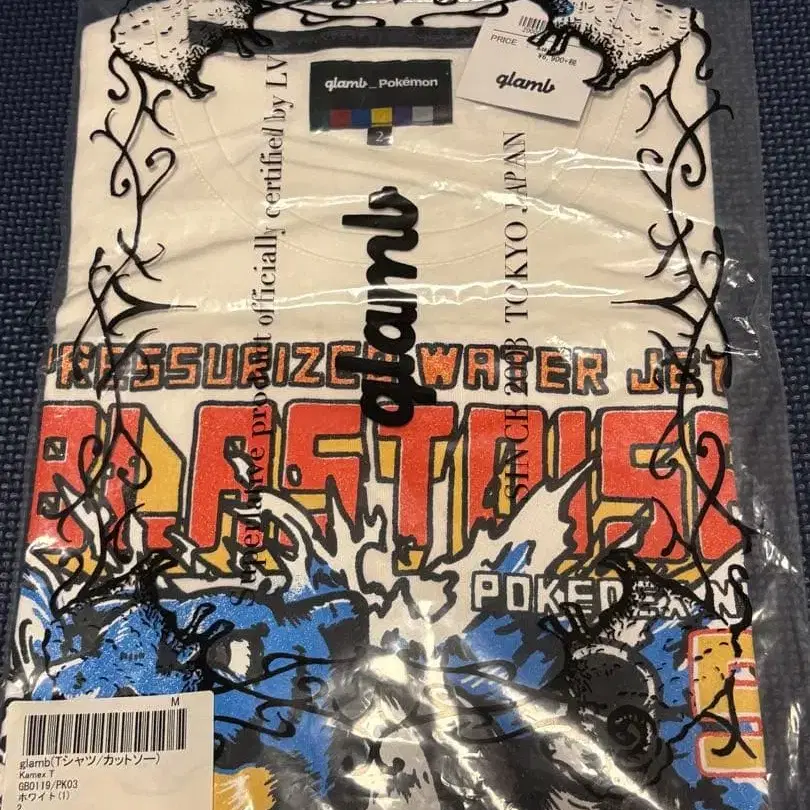 PRICE
¥6,900+税
glamb
glamb_Pokémon
2
glamb
Superlative product officially certified by LV
SINCE 2003 TOKYO JAPAN
PRESSURIZED WATER JET
BLASTOISE
POKEDEX N
M
glamb(Tシャツ/カットソー)
Kamex T
GB0119/PK03
ホワイト(1)
2